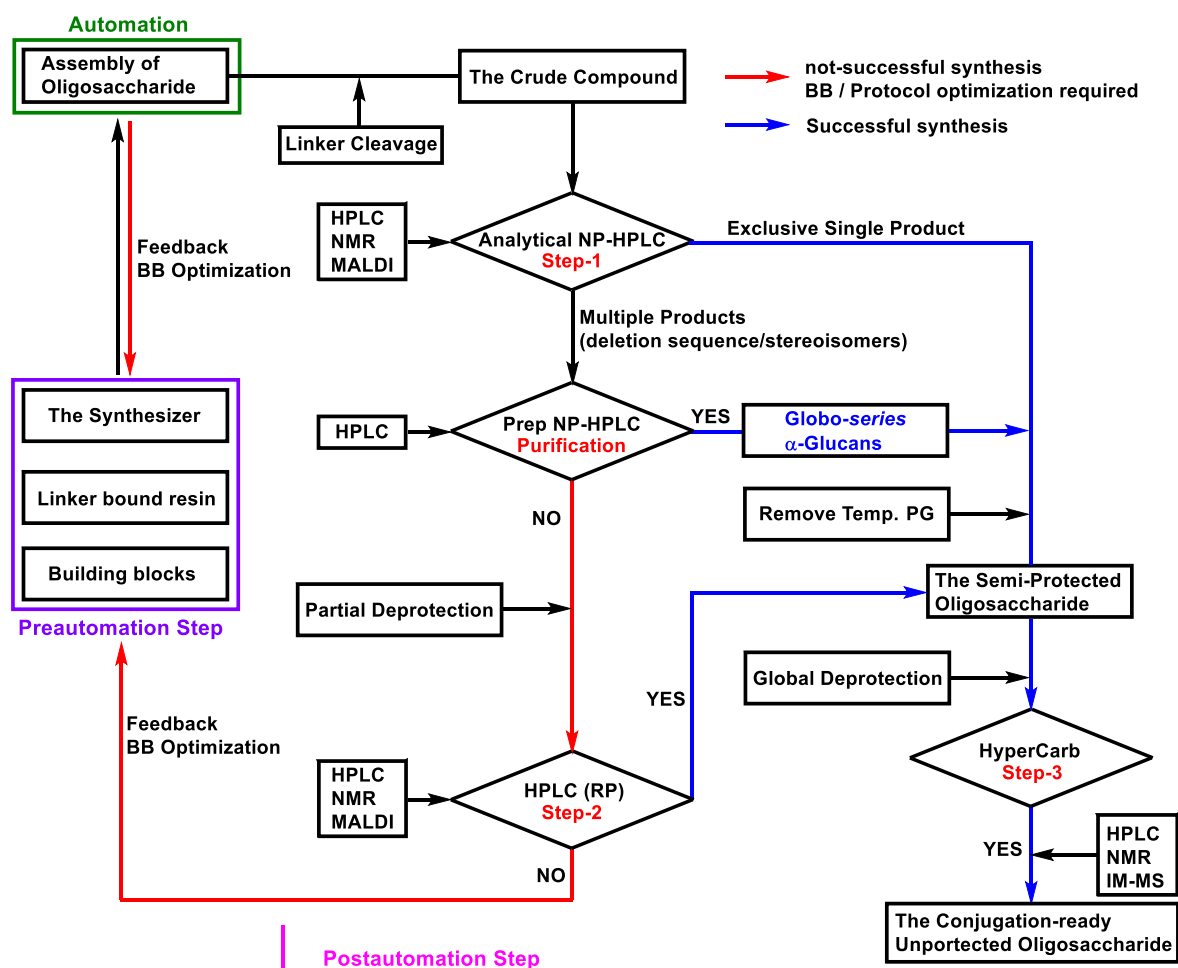 Automation
Assembly of
Oligosaccharide
The Crude Compound
not-successful synthesis
BB / Protocol optimization required
Successful synthesis
Linker Cleavage
HPLC
NMR
MALDI
Analytical NP-HPLC
Step-1
Exclusive Single Product
Feedback
BB Optimization
Multiple Products
(deletion sequence/stereoisomers)
The Synthesizer
Linker bound resin
Building blocks
Preautomation Step
HPLC
Prep NP-HPLC
Purification
YES
Globo-series
α-Glucans
NO
Remove Temp. PG
Partial Deprotection
The Semi-Protected
Oligosaccharide
YES
Global Deprotection
Feedback
BB Optimization
HPLC
NMR
MALDI
HPLC (RP)
Step-2
NO
HyperCarb
Step-3
YES
HPLC
NMR
IM-MS
The Conjugation-ready
Unportected Oligosaccharide
Postautomation Step